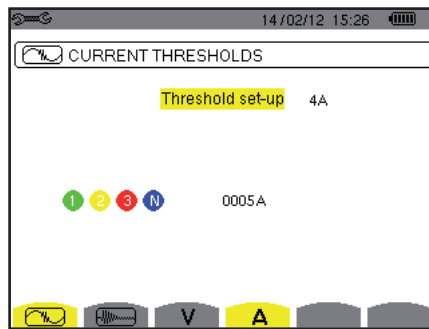 14/02/12 15:26
CURRENT THRESHOLDS
Threshold set-up 4A
1 2 3 N 0005A
V A